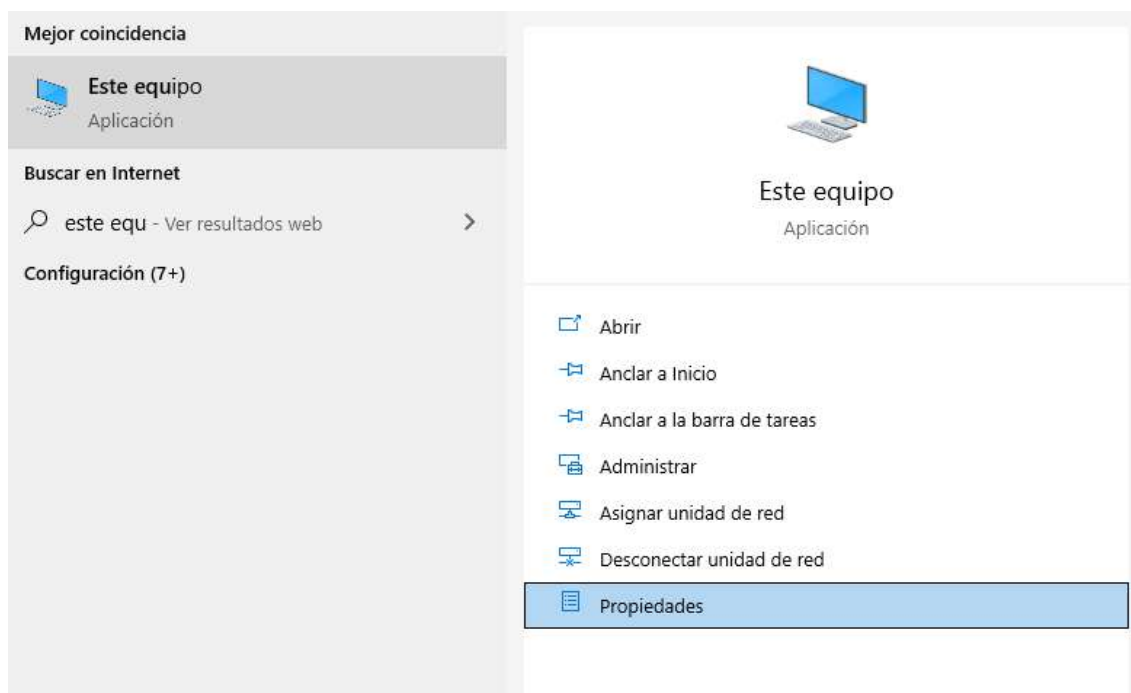 Mejor coincidencia
Este equipo
Aplicación
Buscar en Internet
este equ - Ver resultados web
Configuración (7+)
Este equipo
Aplicación
Abrir
Anclar a Inicio
Anclar a la barra de tareas
Administrar
Asignar unidad de red
Desconectar unidad de red
Propiedades